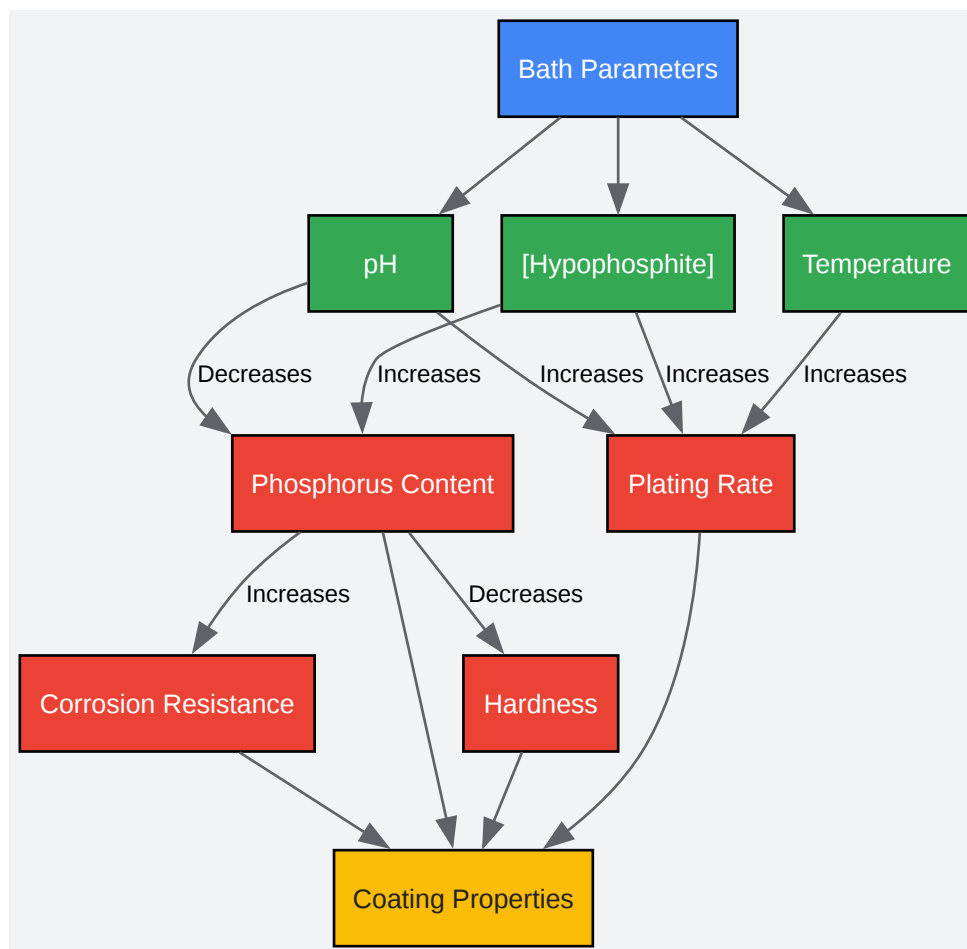 Bath Parameters
pH
[Hypophosphite]
Temperature
Decreases
Increases
Increases
Increases
Increases
Phosphorus Content
Plating Rate
Increases
Decreases
Corrosion Resistance
Hardness
Coating Properties